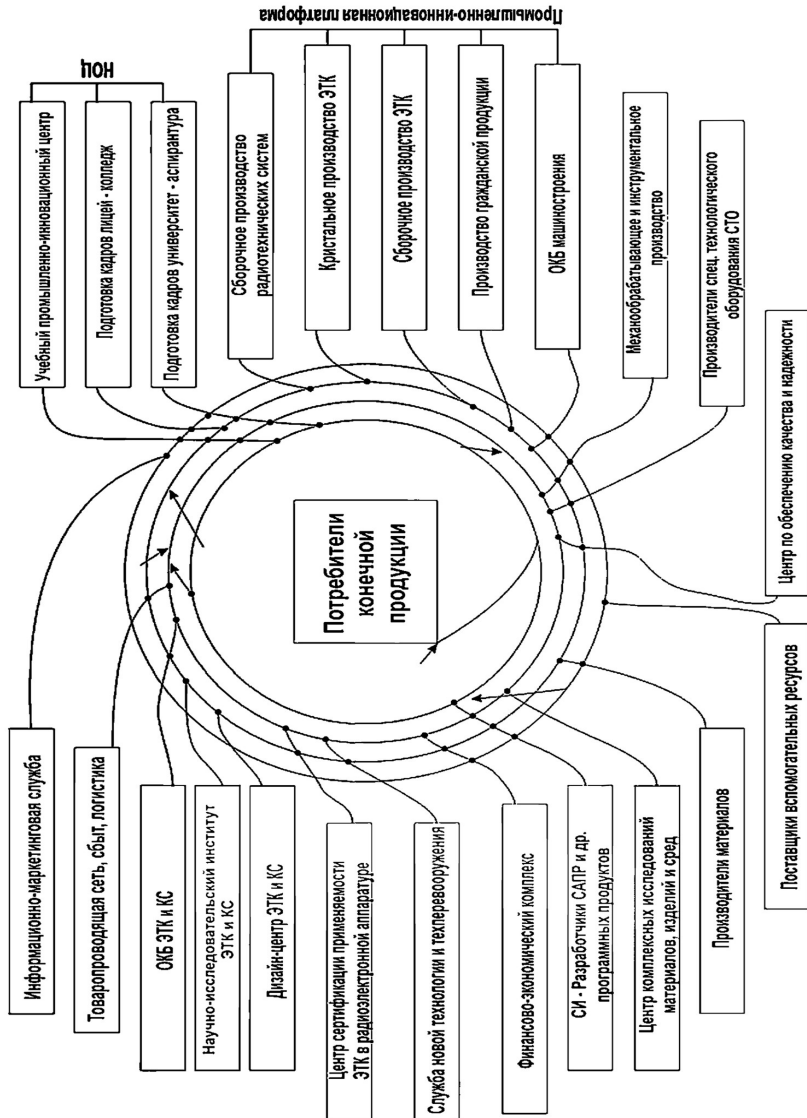 Информационно-маркетинговая служба
Товаропроводящая сеть, сбыт, логистика
ОКБ ЭТК и КС
Научно-исследовательский институт
ЭТК и КС
Дизайн-центр ЭТК и КС
Центр сертификации применяемости
ЭТК в радиоэлектронной аппаратуре
Служба новой технологии и техперевооружения
Финансово-экономический комплекс
СИ - Разработчики САПР и др.
программных продуктов
Центр комплексных исследований
материалов, изделий и сред
Производители материалов
Поставщики вспомогательных ресурсов
Потребители
конечной
продукции
НОЦ
Учебный промышленно-инновационный центр
Подготовка кадров лицей - колледж
Подготовка кадров университет - аспирантура
Промышленно-инновационная платформа
Сборочное производство
радиотехнических систем
Кристальное производство ЭТК
Сборочное производство ЭТК
Производство гражданской продукции
ОКБ машиностроения
Механообрабатывающее и инструментальное
производство
Производители спец. технологического
оборудования СТО
Центр по обеспечению качества и надежности